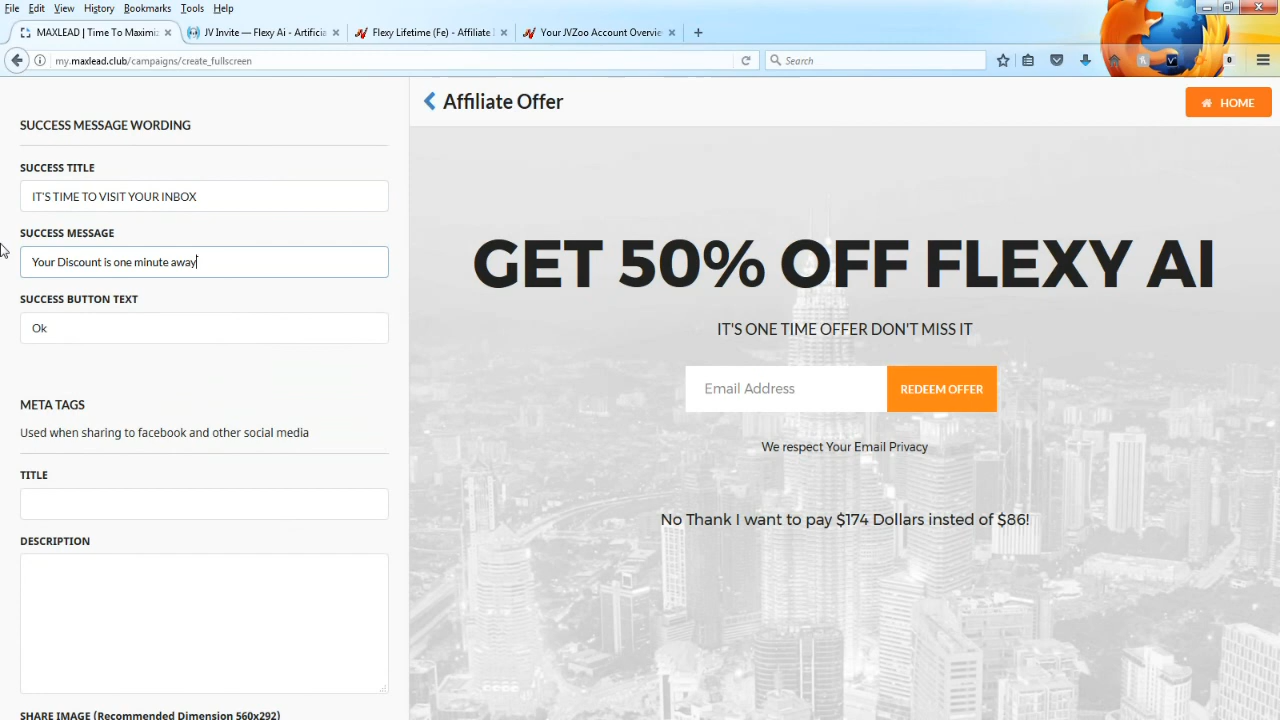 File Edit View History Bookmarks Tools Help
MAXLEAD | Time To Maximi
JV Invite — Flexy Ai - Artificia
Flexy Lifetime (Fe) - Affiliate
Your JVZoo Account Overvie
my.maxlead.club/campaigns/create_fullscreen
Search
0
SUCCESS MESSAGE WORDING
SUCCESS TITLE
IT'S TIME TO VISIT YOUR INBOX
SUCCESS MESSAGE
Your Discount is one minute away
SUCCESS BUTTON TEXT
Ok
META TAGS
Used when sharing to facebook and other social media
TITLE
DESCRIPTION
SHARE IMAGE (Recommended Dimension 560x292)
Affiliate Offer
HOME
GET 50% OFF FLEXY AI
IT'S ONE TIME OFFER DON'T MISS IT
Email Address
REDEEM OFFER
We respect Your Email Privacy
No Thank I want to pay $174 Dollars insted of $86!